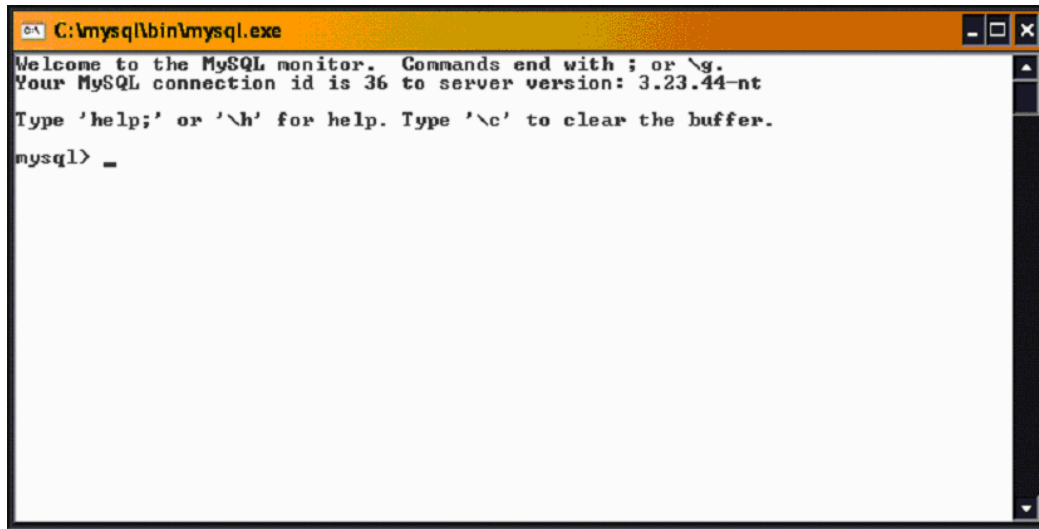 C:\mysql\bin\mysql.exe
Welcome to the MySQL monitor.  Commands end with ; or \g.
Your MySQL connection id is 36 to server version: 3.23.44-nt
Type 'help;' or '\h' for help. Type '\c' to clear the buffer.
mysql> _